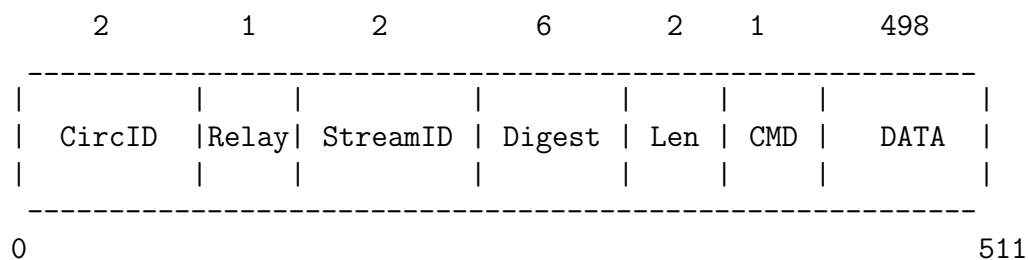 2 1 2 6 2 1 498
CircID Relay StreamID Digest Len CMD DATA
0 511